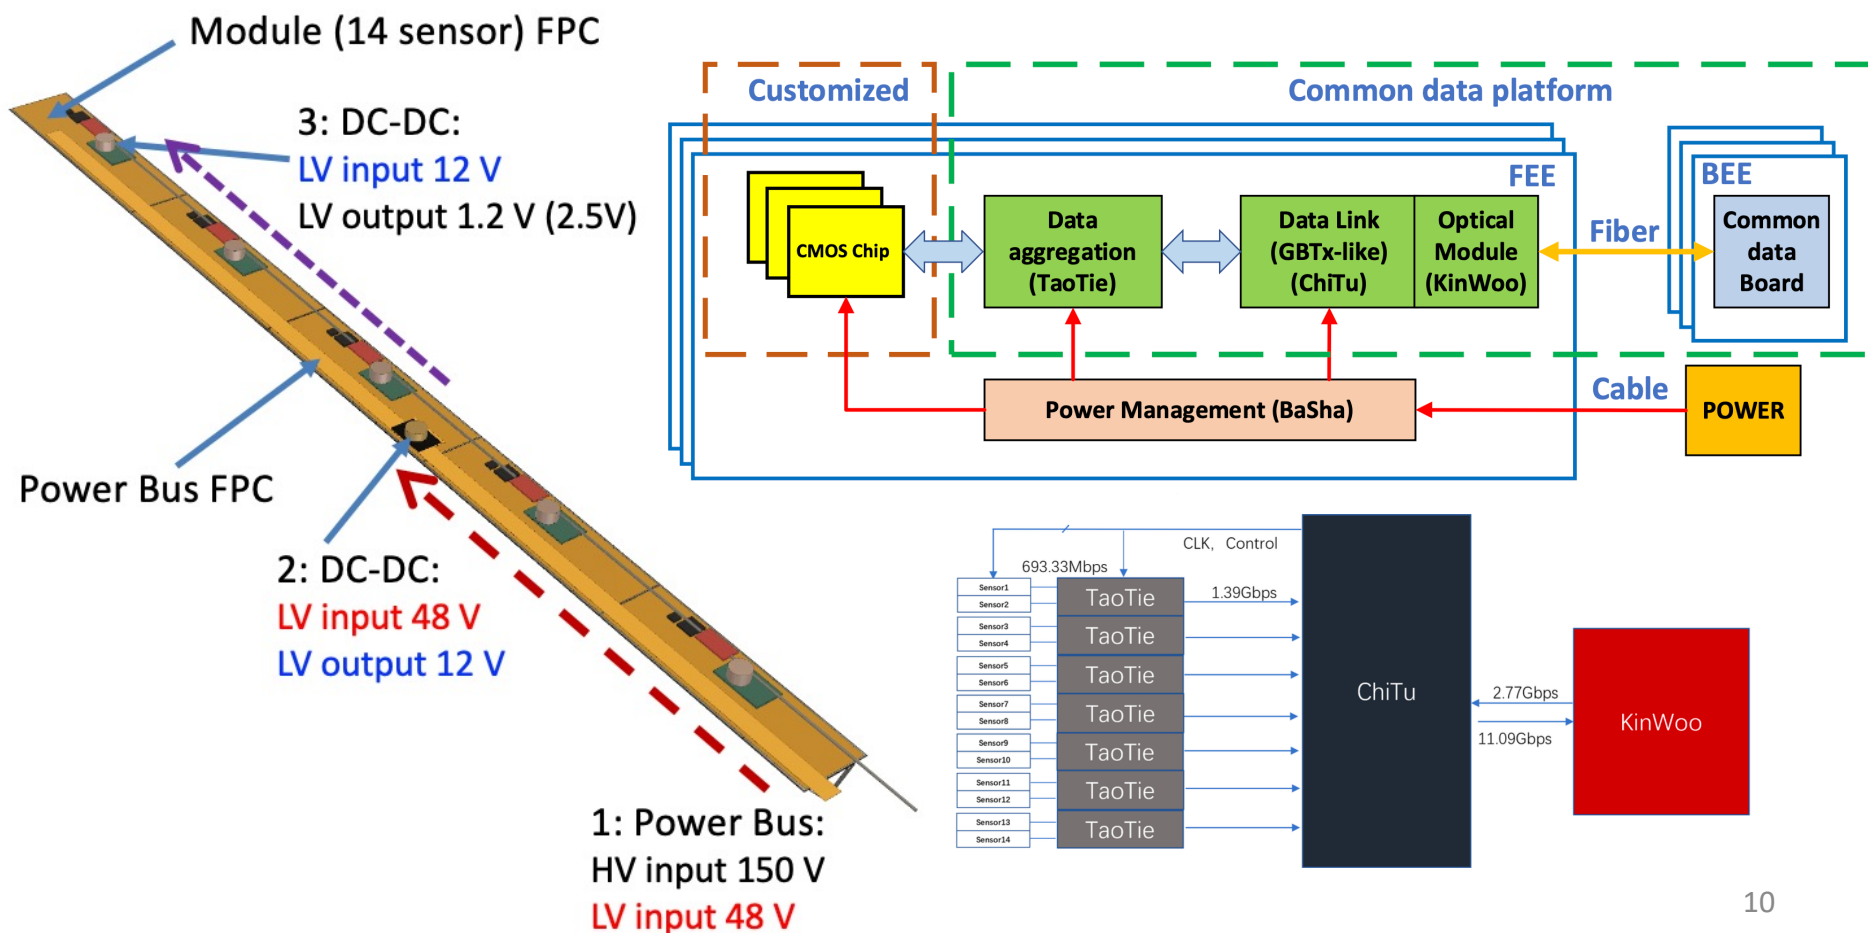 Module (14 sensor) FPC
3: DC-DC:
LV input 12 V
LV output 1.2 V (2.5V)
Power Bus FPC
2: DC-DC:
LV input 48 V
LV output 12 V
1: Power Bus:
HV input 150 V
LV input 48 V
Customized
Common data platform
FEE
BEE
CMOS Chip
Data
aggregation
(TaoTie)
Data Link
(GBTx-like)
(ChiTu)
Optical
Module
(KinWoo)
Fiber
Common
data
Board
Power Management (BaSha)
Cable
POWER
CLK, Control
693.33Mbps
Sensor1
Sensor2
Sensor3
Sensor4
Sensor5
Sensor6
Sensor7
Sensor8
Sensor9
Sensor10
Sensor11
Sensor12
Sensor13
Sensor14
TaoTie
TaoTie
TaoTie
TaoTie
TaoTie
TaoTie
TaoTie
1.39Gbps
ChiTu
2.77Gbps
11.09Gbps
KinWoo
10